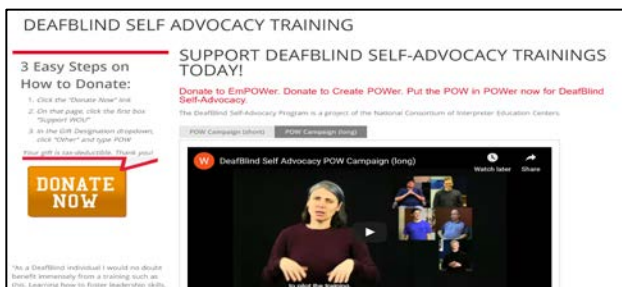 DEAFBLIND SELF ADVOCACY TRAINING
3 Easy Steps on
How to Donate:
1. Click the "Donate Now" link
2. On that page, click the first box
"Support WOU"
3. In the Gift Designation dropdown,
click "Other" and type POW
Your gift is tax-deductible. Thank you!
DONATE
NOW
"As a DeafBlind individual I would no doubt
benefit immensely from a training such as
this. Learning how to foster leadership skills,
SUPPORT DEAFBLIND SELF-ADVOCACY TRAININGS
TODAY!
Donate to EmPOWer. Donate to Create POWer. Put the POW in POWer now for DeafBlind
Self-Advocacy.
The DeafBlind Self-Advocacy Program is a project of the National Consortium of Interpreter Education Centers
POW Campaign (short) POW Campaign (long)
W DeafBlind Self Advocacy POW Campaign (long)
Watch later Share
to pilot the training